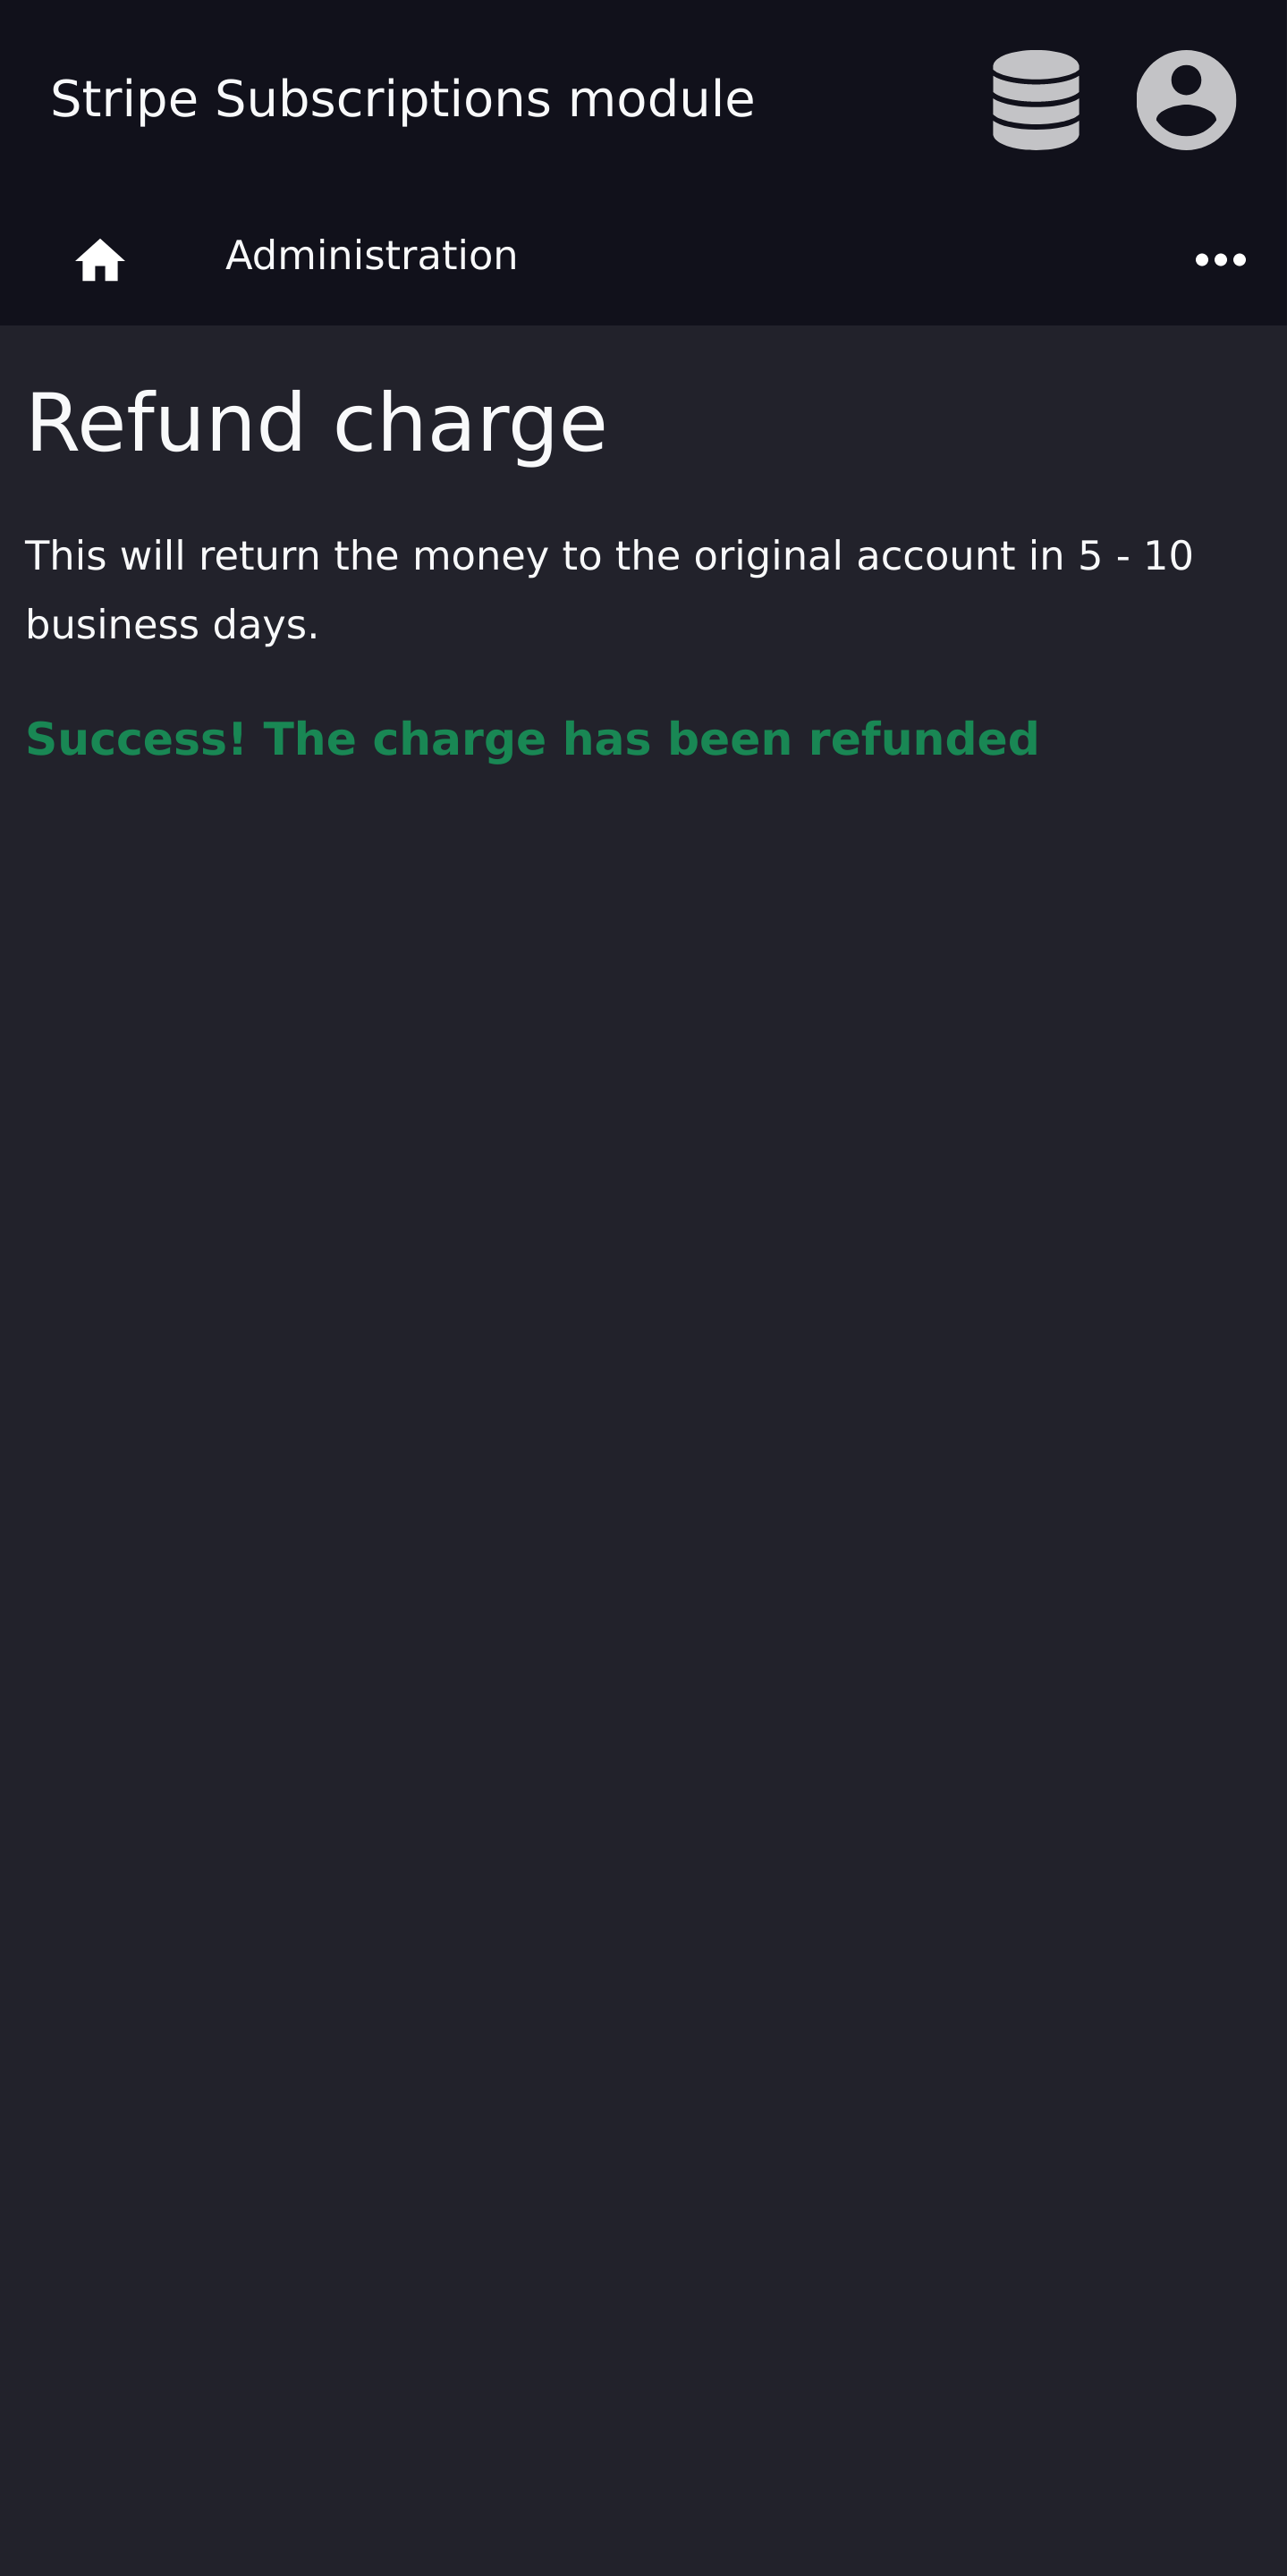 Stripe Subscriptions module
Administration
Refund charge
This will return the money to the original account in 5 - 10
business days.
Success! The charge has been refunded